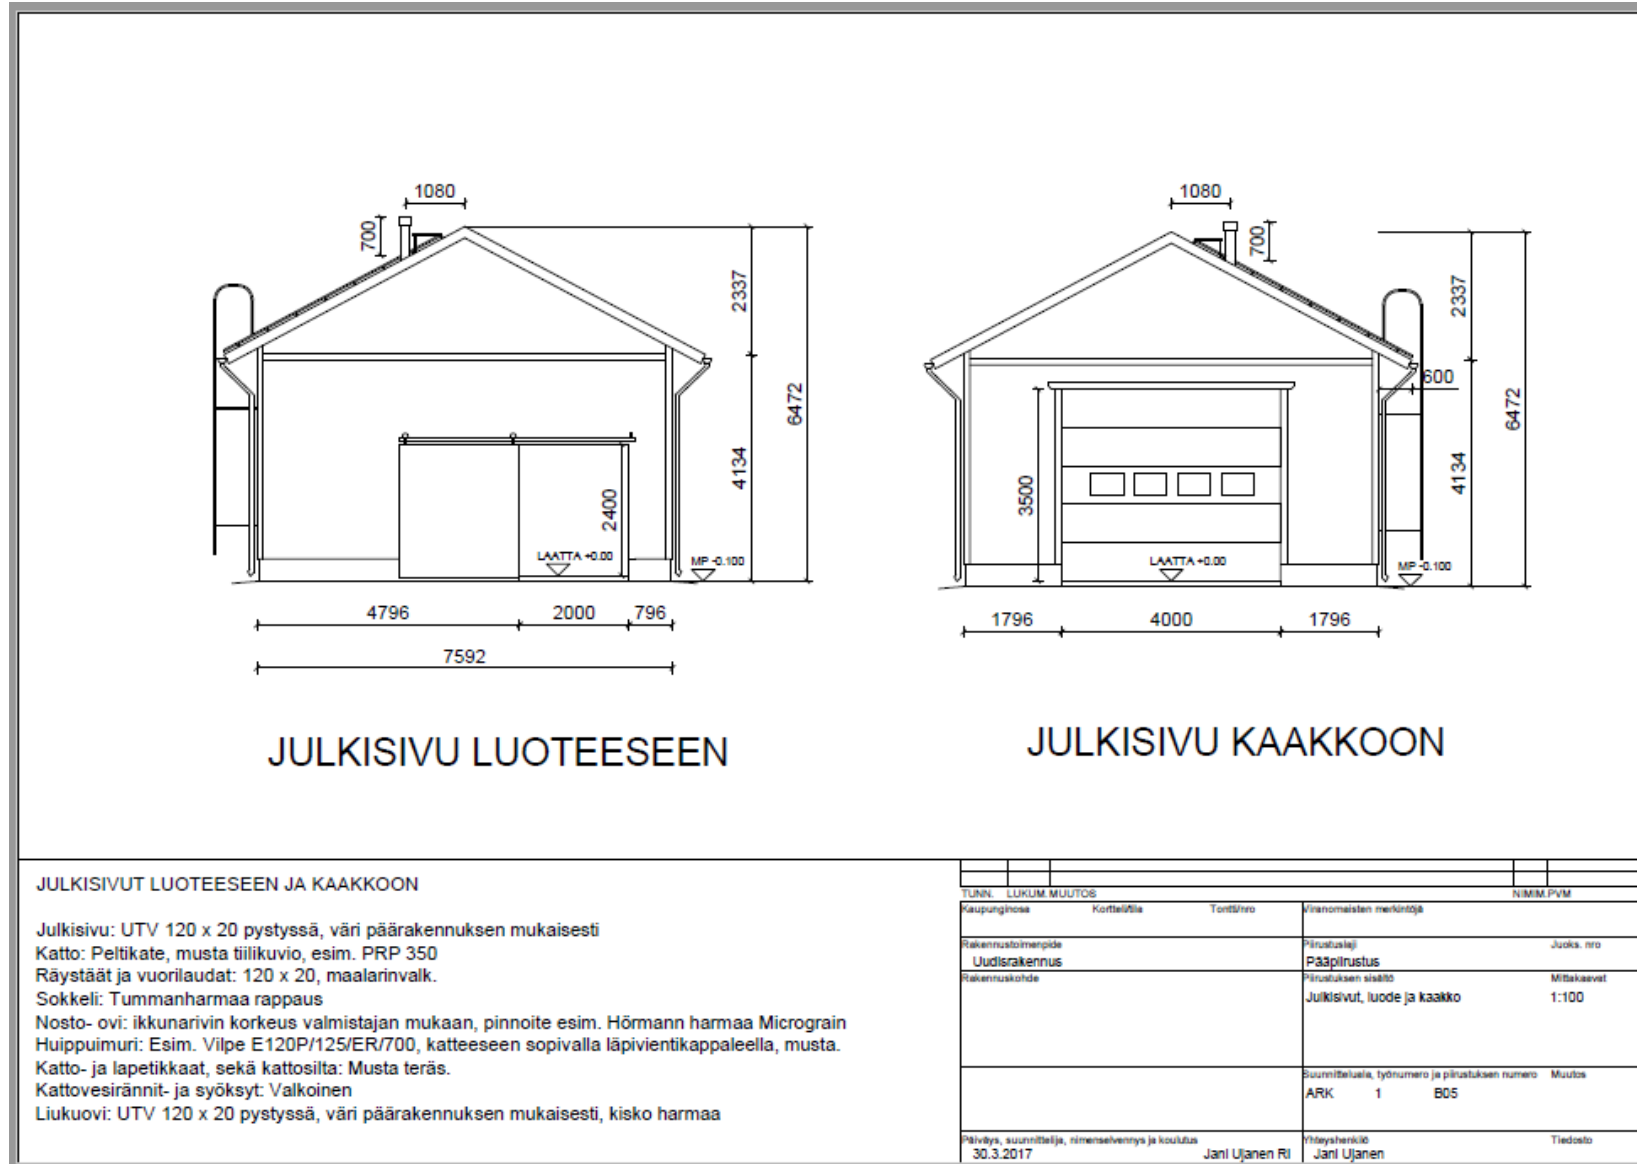 1080
700
2337
6472
4134
2400
LAATTA +0.00
MP -0.100
4796
2000
796
7592
JULKISIVU LUOTEESEEN
1080
700
2337
600
6472
4134
3500
LAATTA +0.00
MP -0.100
1796
4000
1796
JULKISIVU KAAKKOON
JULKISIVUT LUOTEESEEN JA KAAKKOON
Julkisivu: UTV 120 x 20 pystyssä, väri päärakennuksen mukaisesti
Katto: Peltikate, musta tiilikuvio, esim. PRP 350
Räystäät ja vuorilaudat: 120 x 20, maalarinvalk.
Sokkeli: Tummanharmaa rappaus
Nosto- ovi: ikkunarivin korkeus valmistajan mukaan, pinnoite esim. Hörmann harmaa Micrograin
Huippuimuri: Esim. Vilpe E120P/125/ER/700, katteeseen sopivalla läpivientikappaleella, musta.
Katto- ja lapetikkaat, sekä kattosilta: Musta teräs.
Kattovesirännit- ja syöksyt: Valkoinen
Liukuovi: UTV 120 x 20 pystyssä, väri päärakennuksen mukaisesti, kisko harmaa
TUNN. LUKUM. MUUTOS NIMIM. PVM
Kaupunginosa Kortteli/tila Tontti/nro Viranomaisten merkintöjä
Rakennustoimenpide Piirustuslaji Juoks. nro
Uudisrakennus Pääpiirustus
Rakennuskohde Piirustuksen sisältö Mittakaavat
Julkisivut, luode ja kaakko 1:100
Suunnitteluala, työnumero ja piirustuksen numero Muutos
ARK 1 B05
Päiväys, suunnittelija, nimenselvennys ja koulutus Yhteyshenkilö Tiedosto
30.3.2017 Jani Ujanen RI Jani Ujanen